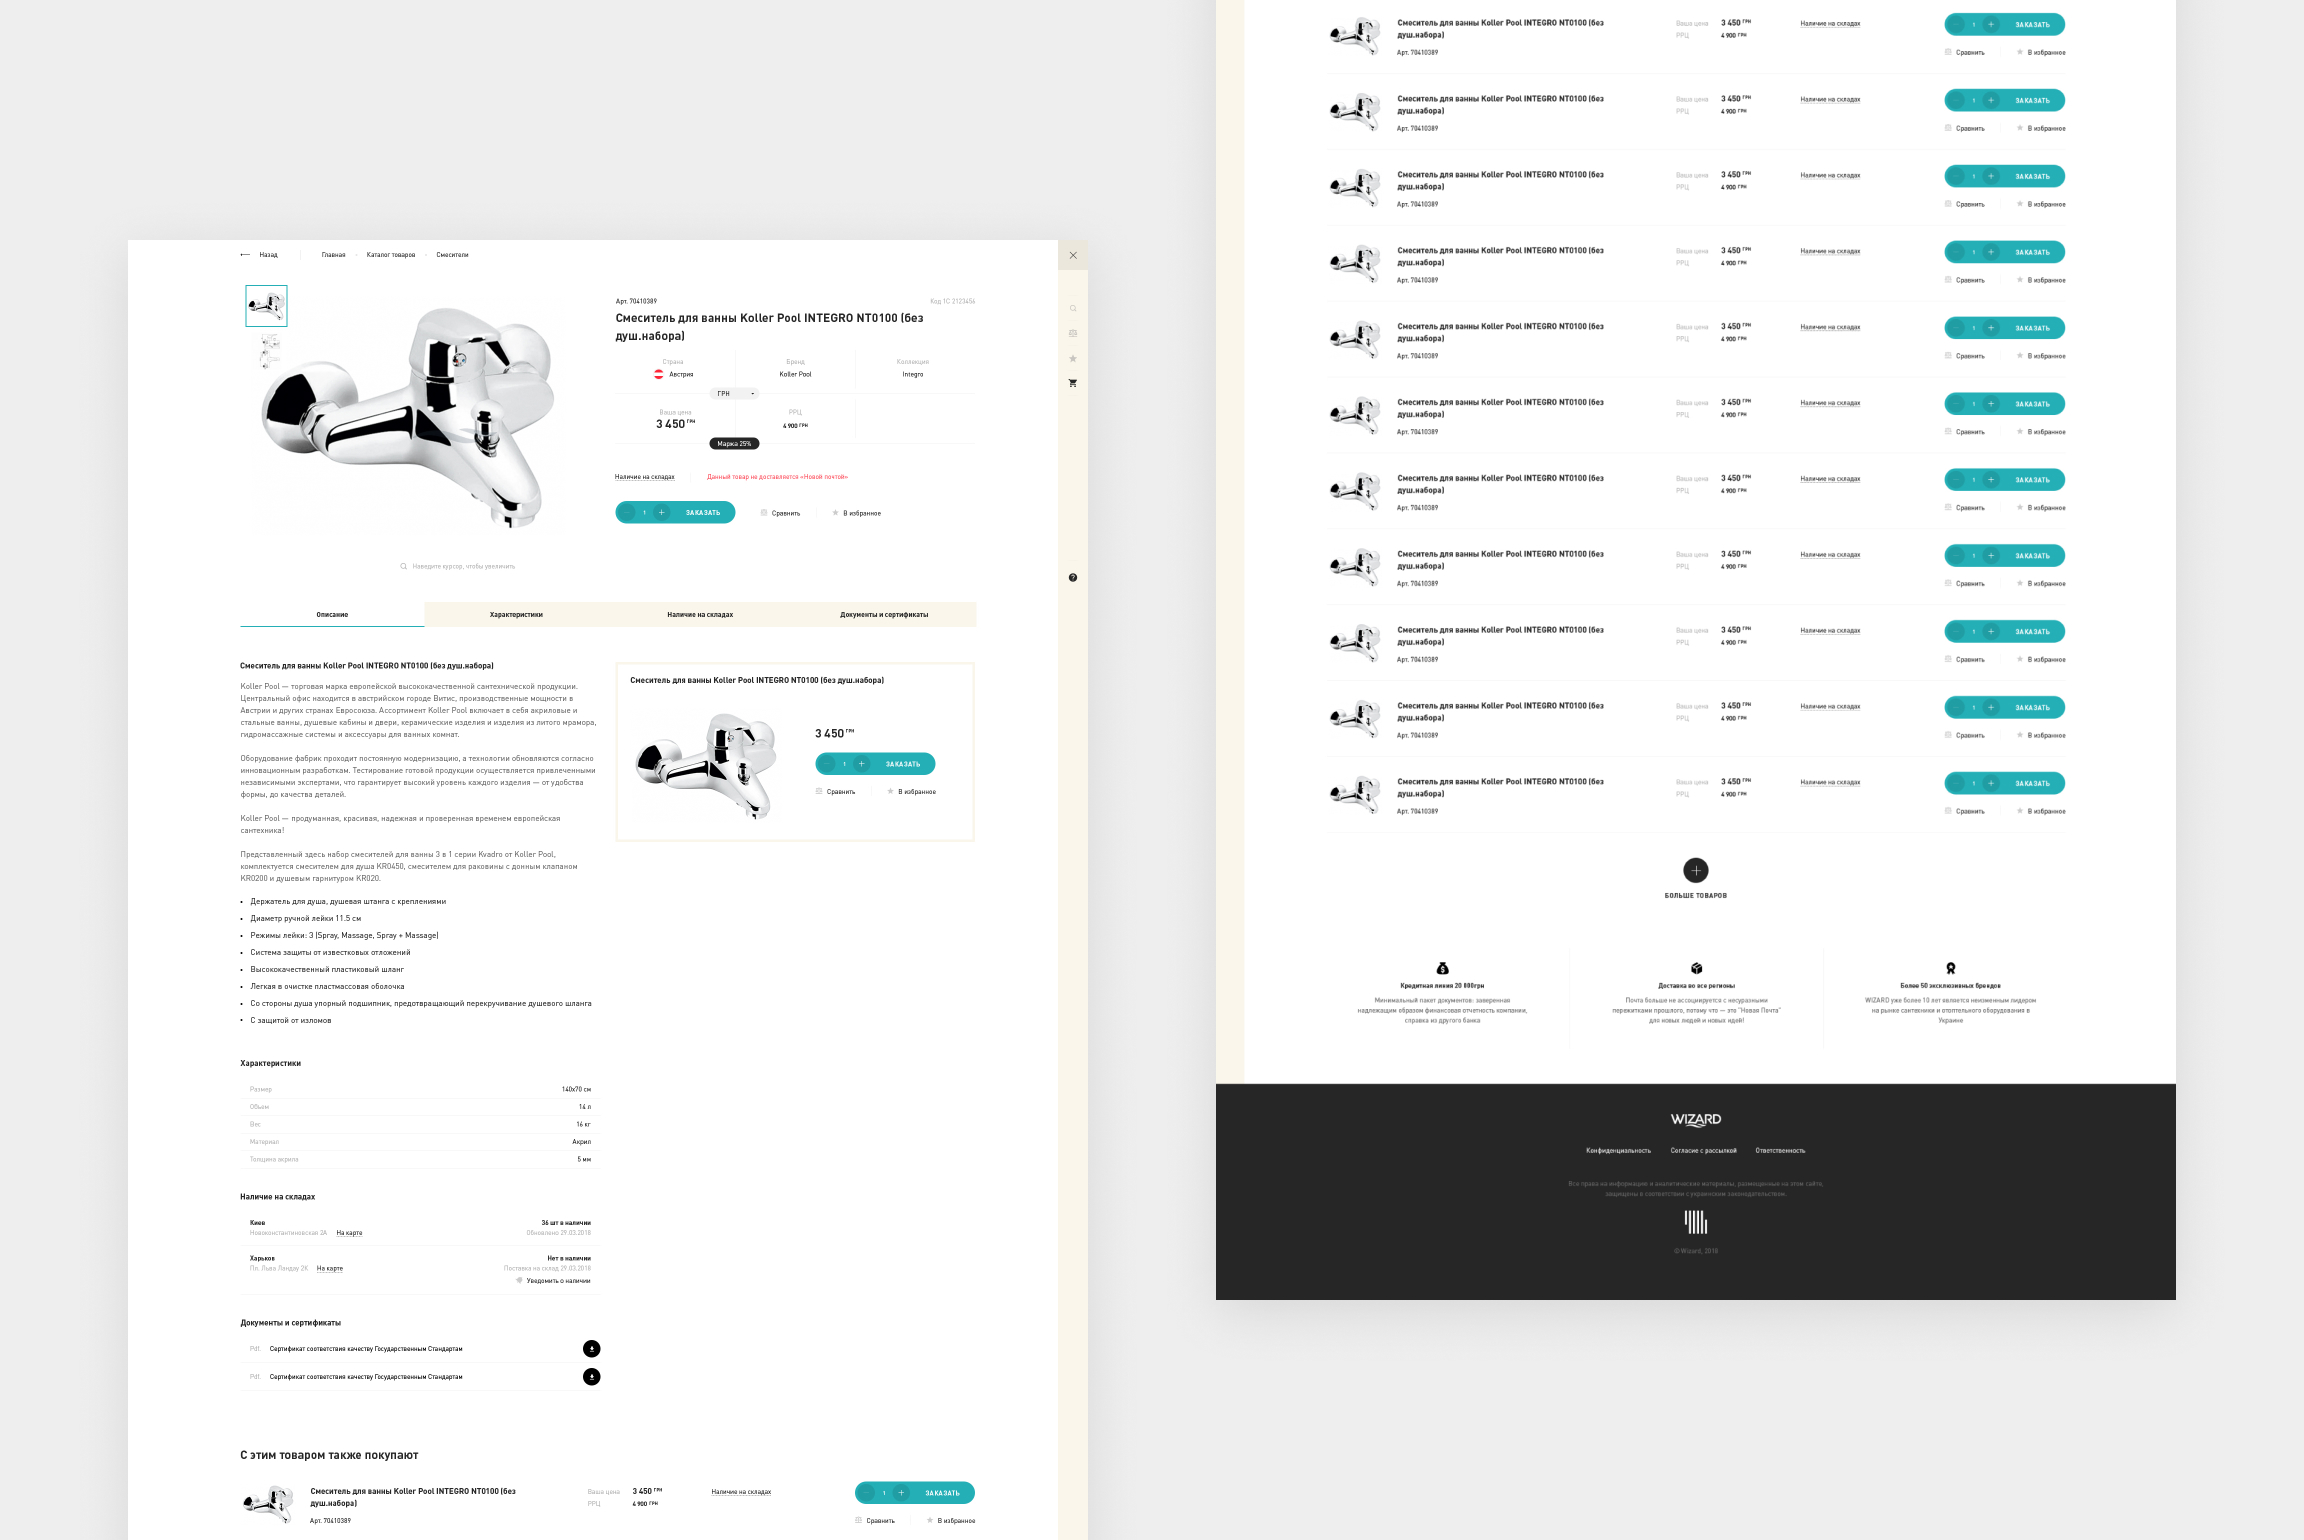 Назад
Главная
Каталог товаров
Смесители
Арт. 70410389
Код 1С 2123456
Смеситель для ванны Koller Pool INTEGRO NT0100 (без
душ.набора)
Страна
Австрия
Бренд
Koller Pool
Коллекция
Integro
ГРН
Ваша цена
3 450 ГРН
РРЦ
4 900 ГРН
Марка 25%
Наличие на складах
Данный товар не доставляется «Новой почтой»
1
ЗАКАЗАТЬ
Сравнить
В избранное
Наведите курсор, чтобы увеличить
Описание
Характеристики
Наличие на складах
Документы и сертификаты
Смеситель для ванны Koller Pool INTEGRO NT0100 (без душ.набора)
Koller Pool — торговая марка европейской высококачественной сантехнической продукции.
Центральный офис находится в австрийском городе Витис, производственные мощности в
Австрии и других странах Евросоюза. Ассортимент Koller Pool включает в себя акриловые и
стальные ванны, душевые кабины и двери, керамические изделия и изделия из литого мрамора,
гидромассажные системы и аксессуары для ванных комнат.
Оборудование фабрик проходит постоянную модернизацию, а технологии обновляются согласно
инновационным разработкам. Тестирование готовой продукции осуществляется привлеченными
независимыми экспертами, что гарантирует высокий уровень каждого изделия — от удобства
формы, до качества деталей.
Koller Pool — продуманная, красивая, надежная и проверенная временем европейская
сантехника!
Представленный здесь набор смесителей для ванны 3 в 1 серии Kvadro от Koller Pool,
комплектуется смесителем для душа KR0450, смесителем для раковины с донным клапаном
KR0200 и душевым гарнитуром KR020.
• Держатель для душа, душевая штанга с креплениями
• Диаметр ручной лейки 11.5 см
• Режимы лейки: 3 (Spray, Massage, Spray + Massage)
• Система защиты от известковых отложений
• Высококачественный пластиковый шланг
• Легкая в очистке пластмассовая оболочка
• Со стороны душа упорный подшипник, предотвращающий перекручивание душевого шланга
• С защитой от изломов
Смеситель для ванны Koller Pool INTEGRO NT0100 (без душ.набора)
3 450 ГРН
1
ЗАКАЗАТЬ
Сравнить
В избранное
Характеристики
Размер 140x70 см
Объем 14 л
Вес 16 кг
Материал Акрил
Толщина акрила 5 мм
Наличие на складах
Киев 36 шт в наличии
Новоконстантиновская 2А На карте Обновлено 29.03.2018
Харьков Нет в наличии
Пл. Льва Ландау 2К На карте Поставка на склад 29.03.2018
Уведомить о наличии
Документы и сертификаты
Pdf. Сертификат соответствия качеству Государственным Стандартам
Pdf. Сертификат соответствия качеству Государственным Стандартам
С этим товаром также покупают
Смеситель для ванны Koller Pool INTEGRO NT0100 (без Ваша цена 3 450 ГРН Наличие на складах 1 ЗАКАЗАТЬ
душ.набора) РРЦ 4 900 ГРН
Арт. 70410389 Сравнить В избранное
Смеситель для ванны Koller Pool INTEGRO NT0100 (без Ваша цена 3 450 ГРН Наличие на складах 1 ЗАКАЗАТЬ
душ.набора) РРЦ 4 900 ГРН
Арт. 70410389 Сравнить В избранное
Смеситель для ванны Koller Pool INTEGRO NT0100 (без Ваша цена 3 450 ГРН Наличие на складах 1 ЗАКАЗАТЬ
душ.набора) РРЦ 4 900 ГРН
Арт. 70410389 Сравнить В избранное
Смеситель для ванны Koller Pool INTEGRO NT0100 (без Ваша цена 3 450 ГРН Наличие на складах 1 ЗАКАЗАТЬ
душ.набора) РРЦ 4 900 ГРН
Арт. 70410389 Сравнить В избранное
Смеситель для ванны Koller Pool INTEGRO NT0100 (без Ваша цена 3 450 ГРН Наличие на складах 1 ЗАКАЗАТЬ
душ.набора) РРЦ 4 900 ГРН
Арт. 70410389 Сравнить В избранное
Смеситель для ванны Koller Pool INTEGRO NT0100 (без Ваша цена 3 450 ГРН Наличие на складах 1 ЗАКАЗАТЬ
душ.набора) РРЦ 4 900 ГРН
Арт. 70410389 Сравнить В избранное
Смеситель для ванны Koller Pool INTEGRO NT0100 (без Ваша цена 3 450 ГРН Наличие на складах 1 ЗАКАЗАТЬ
душ.набора) РРЦ 4 900 ГРН
Арт. 70410389 Сравнить В избранное
Смеситель для ванны Koller Pool INTEGRO NT0100 (без Ваша цена 3 450 ГРН Наличие на складах 1 ЗАКАЗАТЬ
душ.набора) РРЦ 4 900 ГРН
Арт. 70410389 Сравнить В избранное
Смеситель для ванны Koller Pool INTEGRO NT0100 (без Ваша цена 3 450 ГРН Наличие на складах 1 ЗАКАЗАТЬ
душ.набора) РРЦ 4 900 ГРН
Арт. 70410389 Сравнить В избранное
Смеситель для ванны Koller Pool INTEGRO NT0100 (без Ваша цена 3 450 ГРН Наличие на складах 1 ЗАКАЗАТЬ
душ.набора) РРЦ 4 900 ГРН
Арт. 70410389 Сравнить В избранное
Смеситель для ванны Koller Pool INTEGRO NT0100 (без Ваша цена 3 450 ГРН Наличие на складах 1 ЗАКАЗАТЬ
душ.набора) РРЦ 4 900 ГРН
Арт. 70410389 Сравнить В избранное
Смеситель для ванны Koller Pool INTEGRO NT0100 (без Ваша цена 3 450 ГРН Наличие на складах 1 ЗАКАЗАТЬ
душ.набора) РРЦ 4 900 ГРН
Арт. 70410389 Сравнить В избранное
БОЛЬШЕ ТОВАРОВ
Кредитная линия 20 000грн
Минимальный пакет документов: заверенная
надлежащим образом финансовая отчетность компании,
справка из другого банка
Доставка во все регионы
Почта больше не ассоциируется с несуразными
пережитками прошлого, потому что — это "Новая Почта"
для новых людей и новых идей!
Более 50 эксклюзивных брендов
WIZARD уже более 10 лет является неизменным лидером
на рынке сантехники и отопительного оборудования в
Украине
WIZARD
Конфиденциальность
Согласие с рассылкой
Ответственность
Все права на информацию и аналитические материалы, размещенные на этом сайте,
защищены в соответствии с украинским законодательством.
© Wizard, 2018